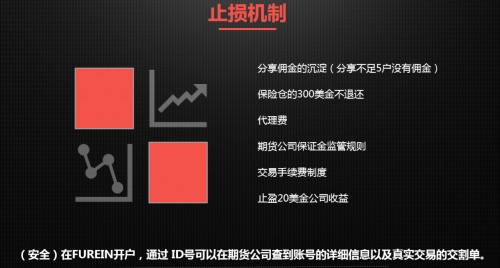 止损机制
分享佣金的沉淀（分享不足5户没有佣金）
保险仓的300美金不退还
代理费
期货公司保证金监管规则
交易手续费制度
止盈20美金公司收益
（安全）在FUREIN开户，通过 ID号可以在期货公司查到账号的详细信息以及真实交易的交割单。